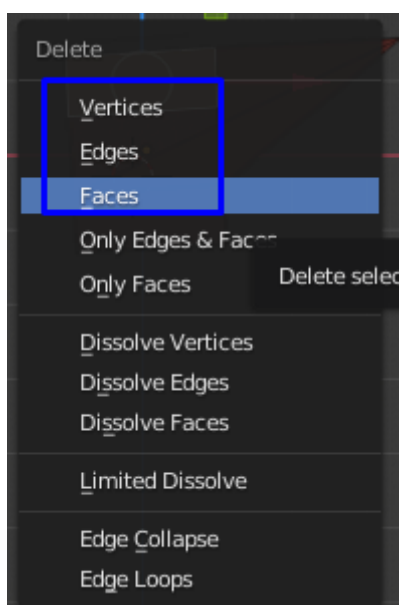 Delete
Vertices
Edges
Faces
Only Edges & Faces
Only Faces
Delete selec
Dissolve Vertices
Dissolve Edges
Dissolve Faces
Limited Dissolve
Edge Collapse
Edge Loops